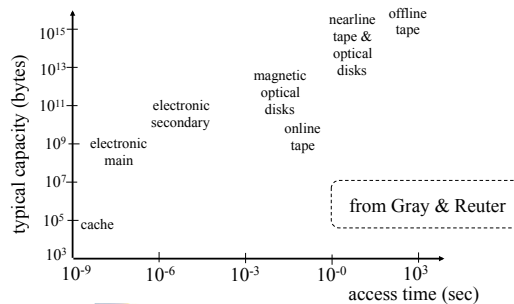 typical capacity (bytes)
10^15
10^13
10^11
10^9
10^7
10^5
10^3
cache
electronic
main
electronic
secondary
magnetic
optical
disks
online
tape
nearline
tape &
optical
disks
offline
tape
from Gray & Reuter
10^-9
10^-6
10^-3
10^-0
10^3
access time (sec)